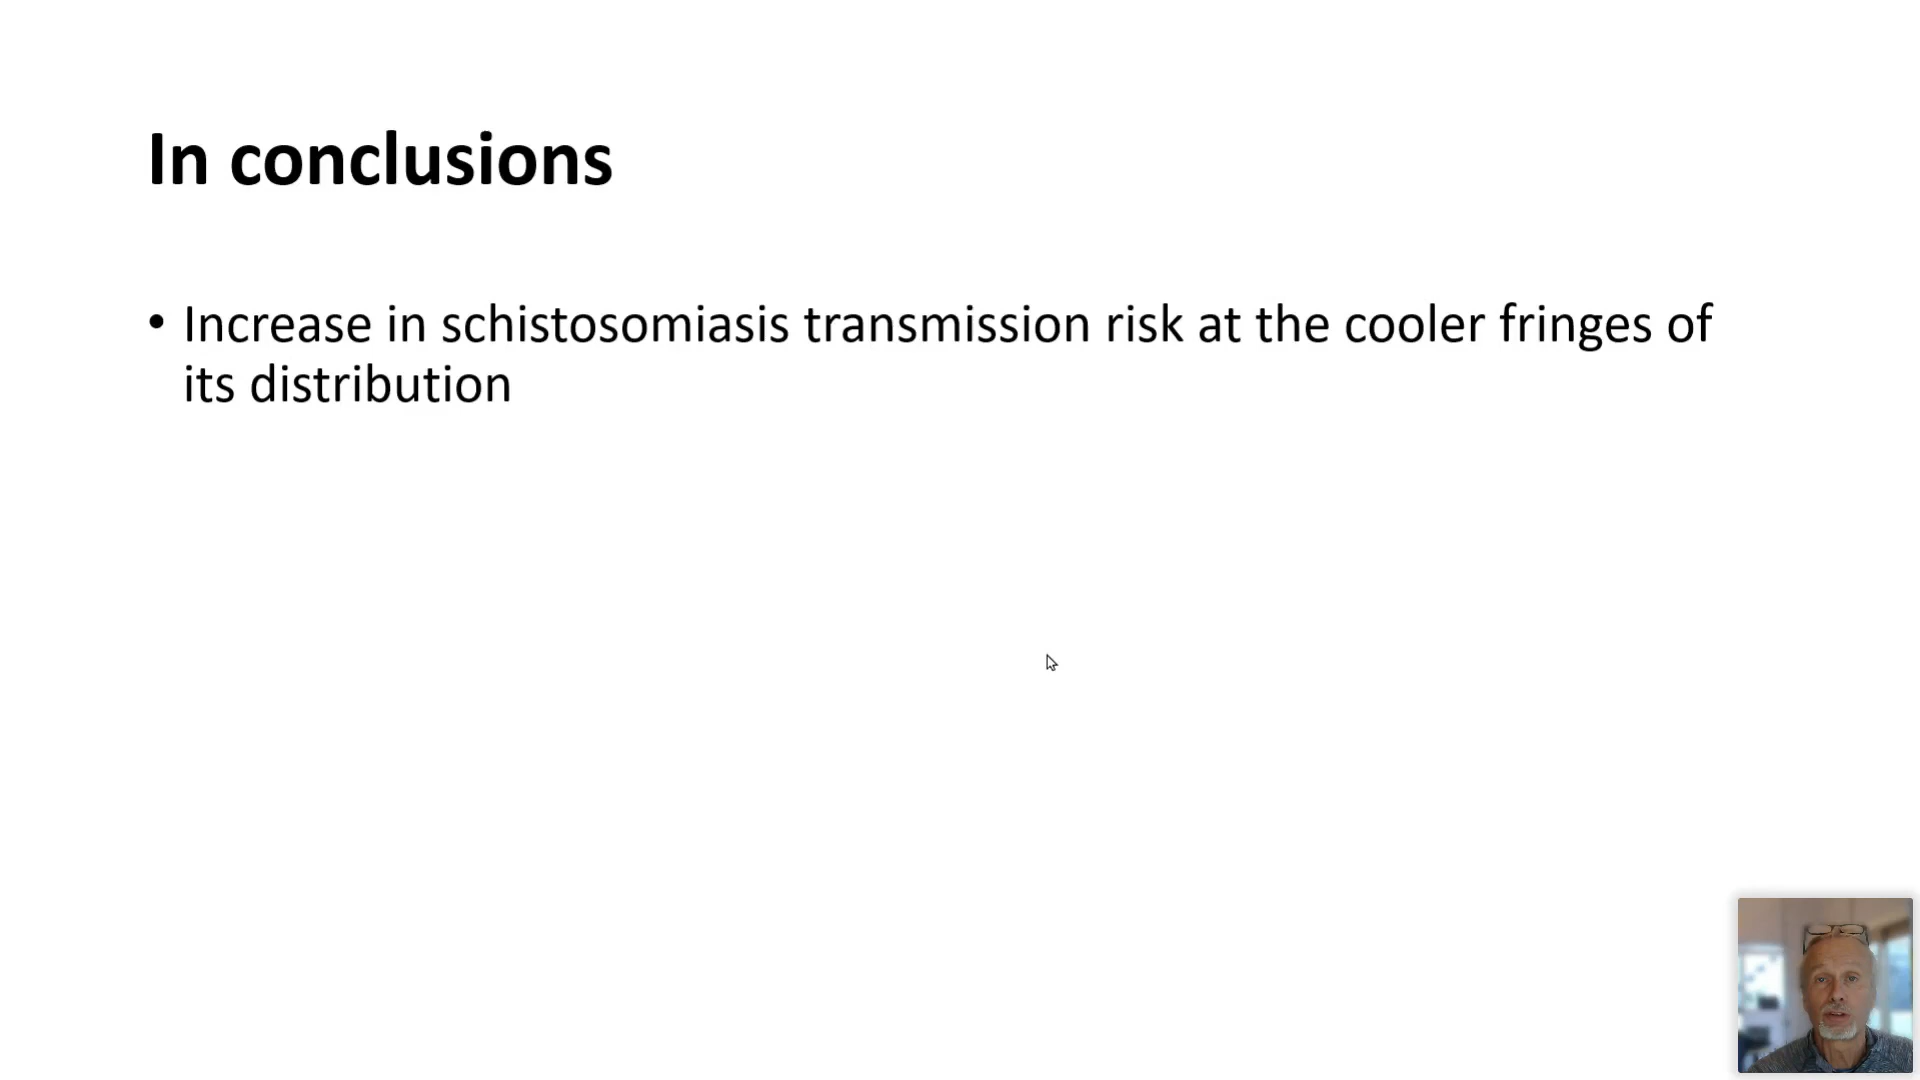 In conclusions
• Increase in schistosomiasis transmission risk at the cooler fringes of
its distribution